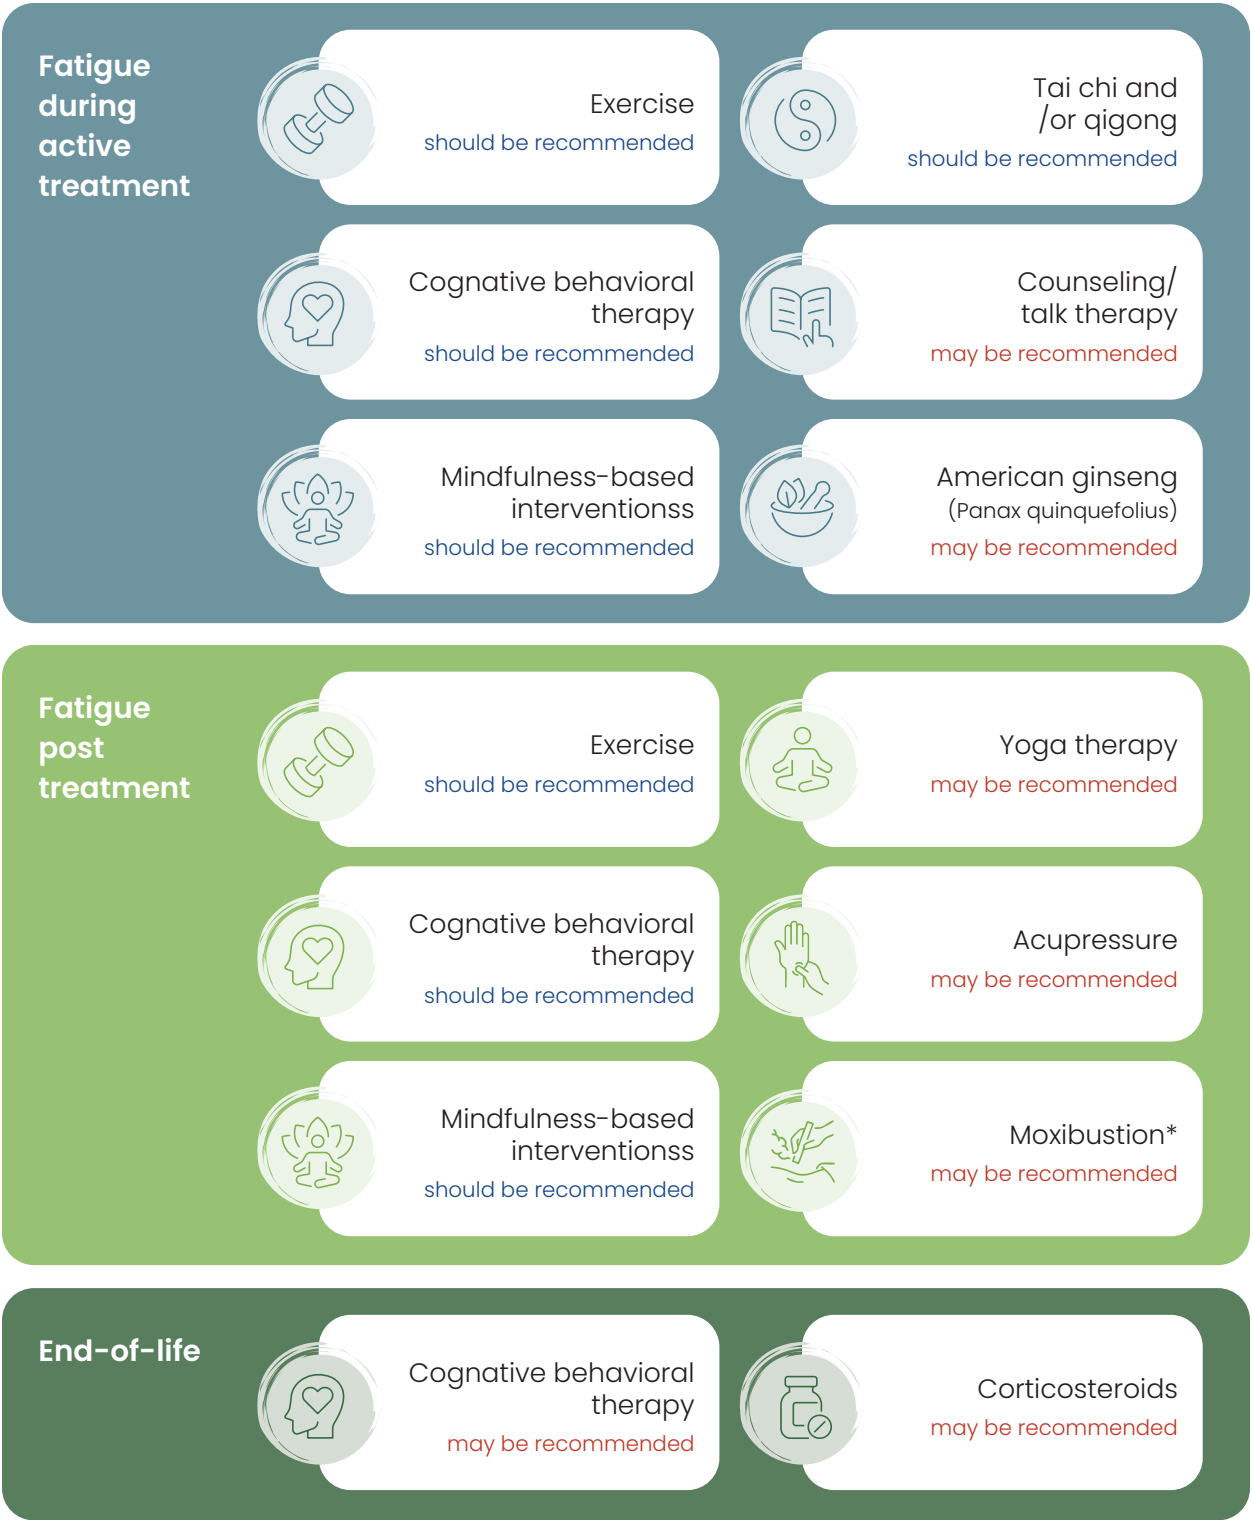 Fatigue
during
active
treatment
Exercise
should be recommended
Tai chi and
/or qigong
should be recommended
Cognative behavioral
therapy
should be recommended
Counseling/
talk therapy
may be recommended
Mindfulness-based
interventionss
should be recommended
American ginseng
(Panax quinquefolius)
may be recommended
Fatigue
post
treatment
Exercise
should be recommended
Yoga therapy
may be recommended
Cognative behavioral
therapy
should be recommended
Acupressure
may be recommended
Mindfulness-based
interventionss
should be recommended
Moxibustion*
may be recommended
End-of-life
Cognative behavioral
therapy
may be recommended
Corticosteroids
may be recommended